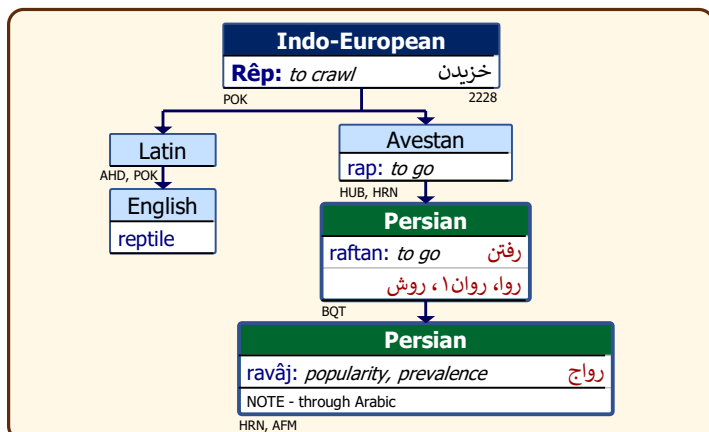 Indo-European
Rêp: to crawl خزیدن
POK 2228
Latin
AHD, POK
English
reptile
Avestan
rap: to go
HUB, HRN
Persian
raftan: to go رفتن
روا، روان۱، روش
BQT
Persian
ravâj: popularity, prevalence رواج
NOTE - through Arabic
HRN, AFM